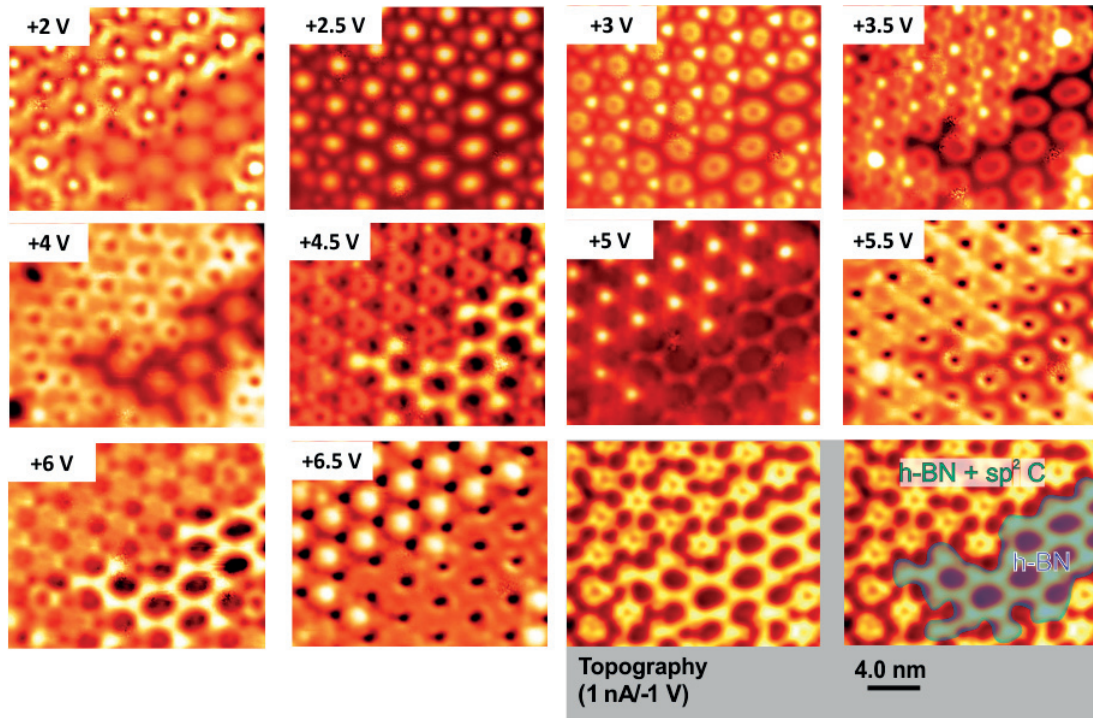 +2 V
+2.5 V
+3 V
+3.5 V
+4 V
+4.5 V
+5 V
+5.5 V
+6 V
+6.5 V
h-BN + sp² C
h-BN
Topography
(1 nA/-1 V)
4.0 nm